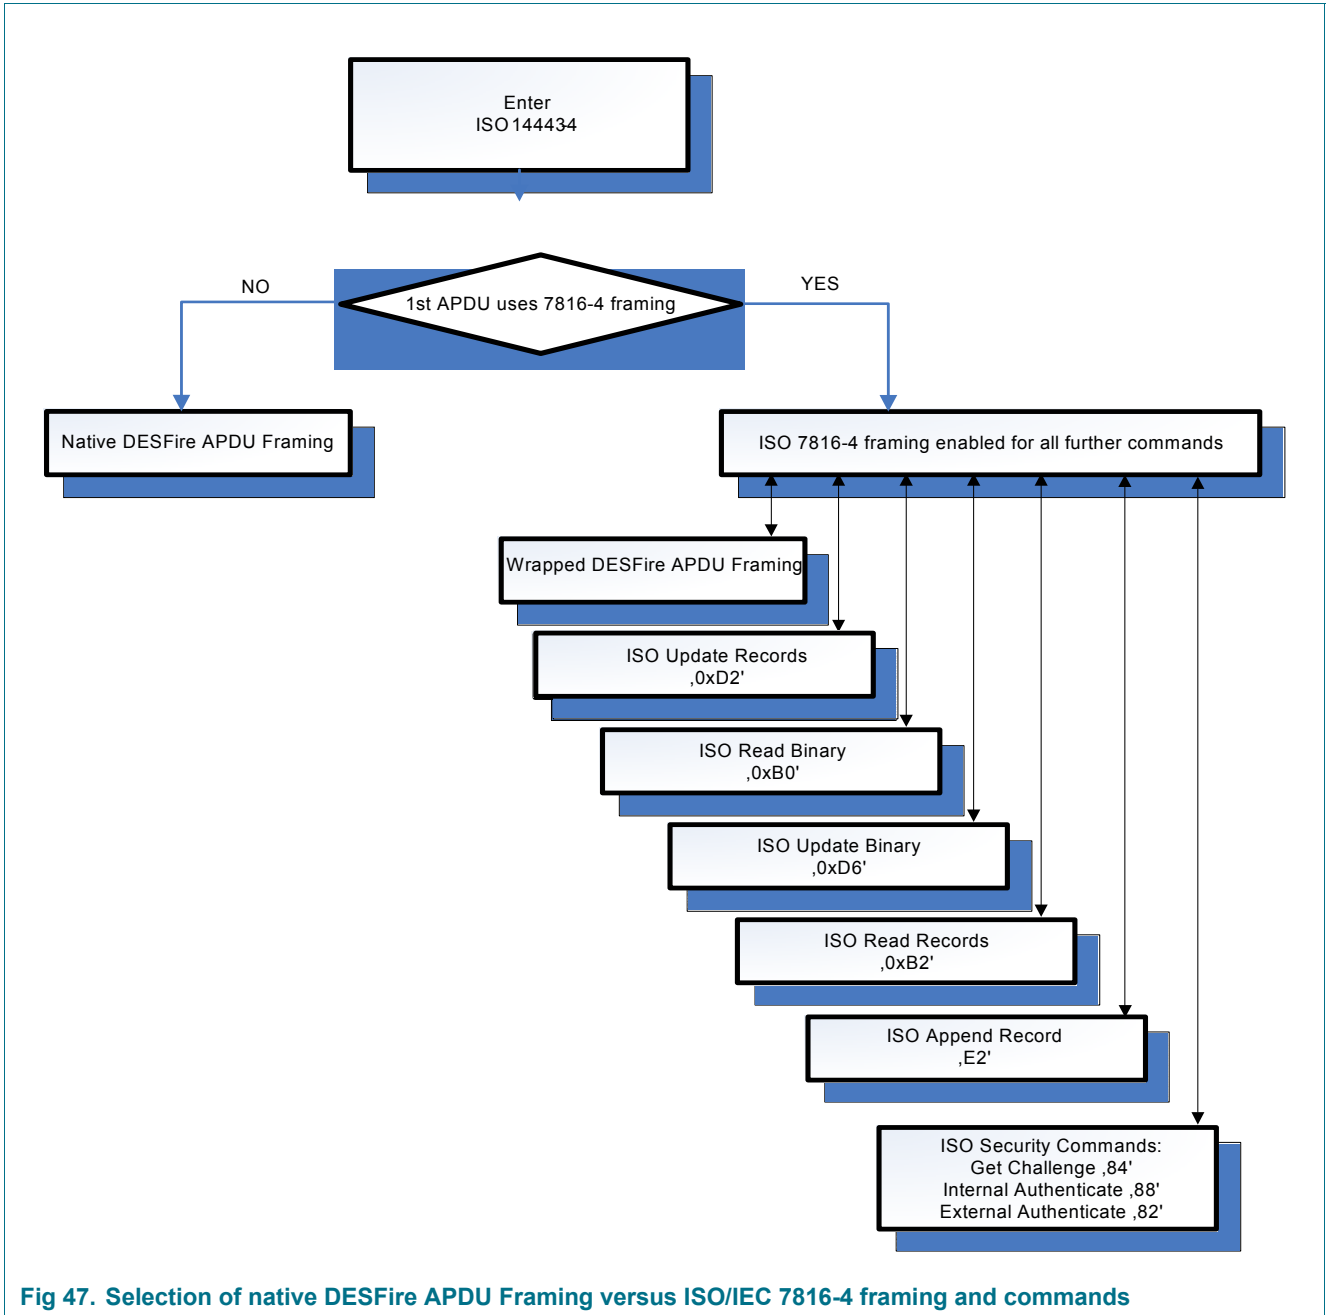 Enter
ISO 14443-4
1st APDU uses 7816-4 framing
NO
YES
Native DESFire APDU Framing
ISO 7816-4 framing enabled for all further commands
Wrapped DESFire APDU Framing
ISO Update Records
,0xD2'
ISO Read Binary
,0xB0'
ISO Update Binary
,0xD6'
ISO Read Records
,0xB2'
ISO Append Record
,E2'
ISO Security Commands:
Get Challenge ,84'
Internal Authenticate ,88'
External Authenticate ,82'
Fig 47. Selection of native DESFire APDU Framing versus ISO/IEC 7816-4 framing and commands